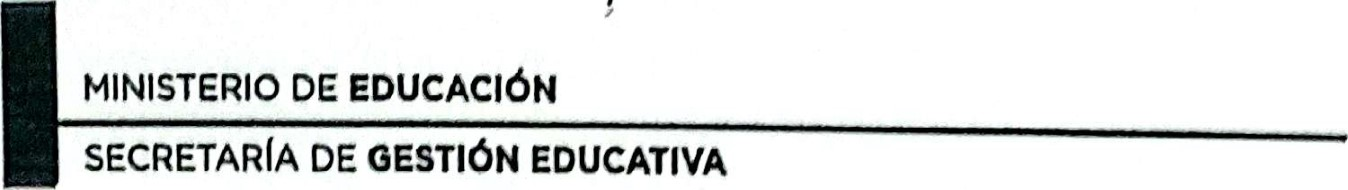 MINISTERIO DE EDUCACIÓN
SECRETARÍA DE GESTIÓN EDUCATIVA